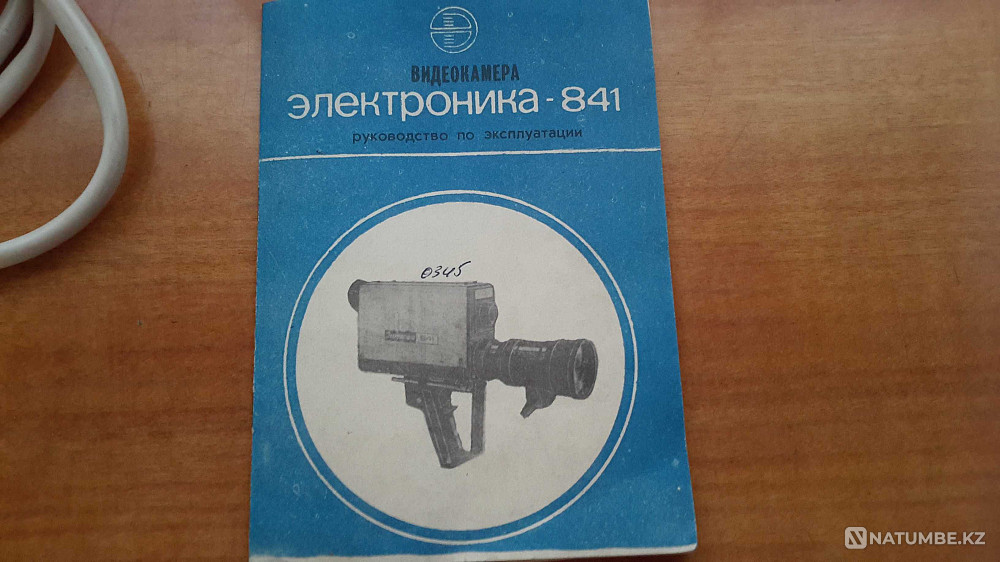 ВИДЕОКАМЕРА
электроника - 841
руководство по эксплуатации
0345
NATUMBE.KZ